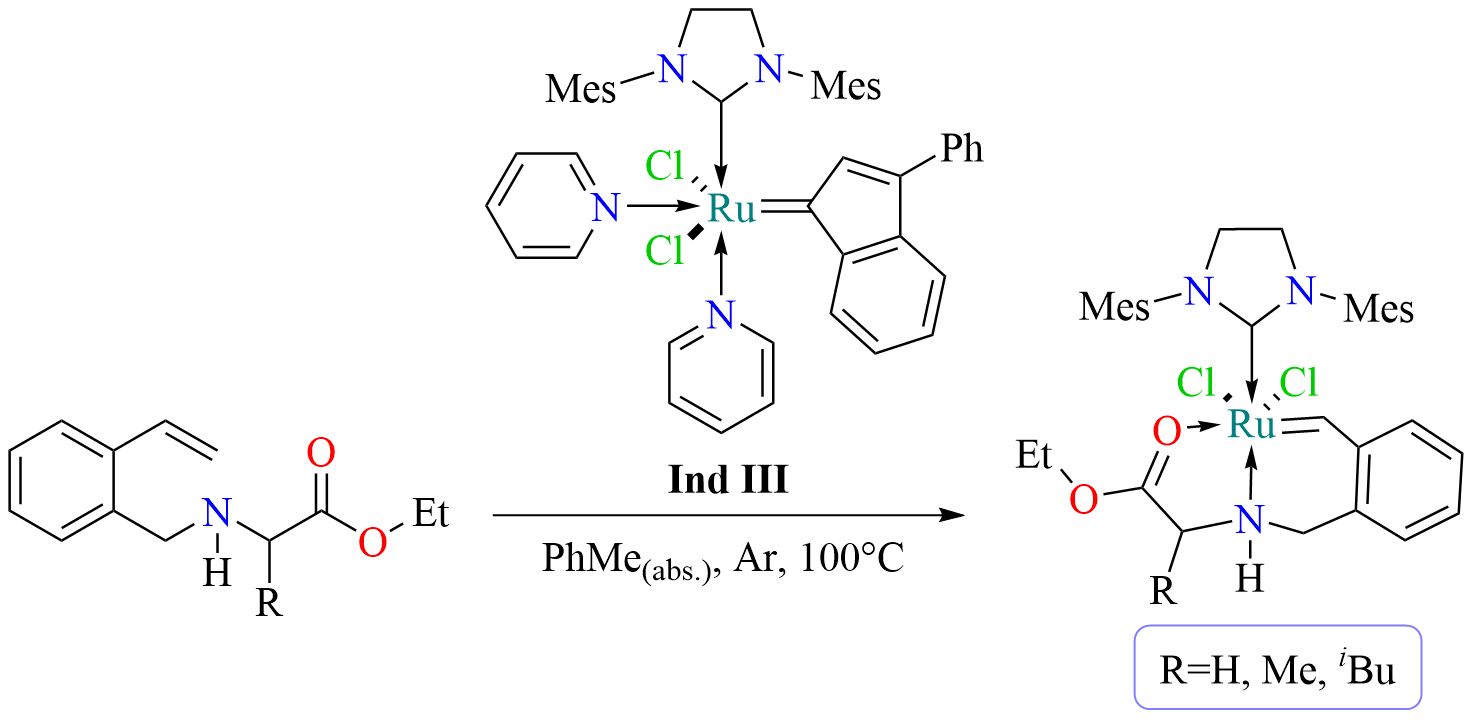 N N
Mes Mes
Cl Ph
N Ru
Cl
N
Ind III
PhMe(abs.), Ar, 100°C
O
N Et
H O
R
N N
Mes Mes
Cl Cl
O Ru
Et
O N
H
R
R=H, Me, iBu